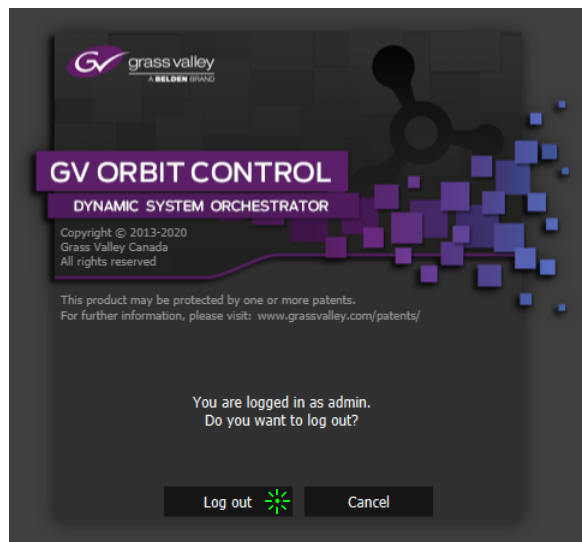 GV grass valley
A BELDEN BRAND
GV ORBIT CONTROL
DYNAMIC SYSTEM ORCHESTRATOR
Copyright © 2013-2020
Grass Valley Canada
All rights reserved
This product may be protected by one or more patents.
For further information, please visit: www.grassvalley.com/patents/
You are logged in as admin.
Do you want to log out?
Log out Cancel